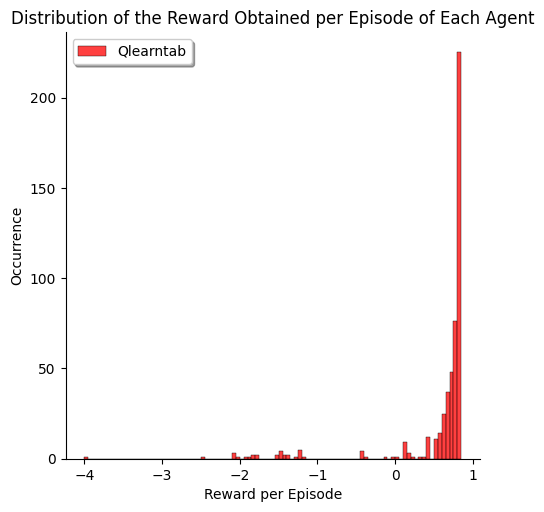 Distribution of the Reward Obtained per Episode of Each Agent
Qlearntab
200
150
100
50
0
Occurrence
−4
−3
−2
−1
0
1
Reward per Episode